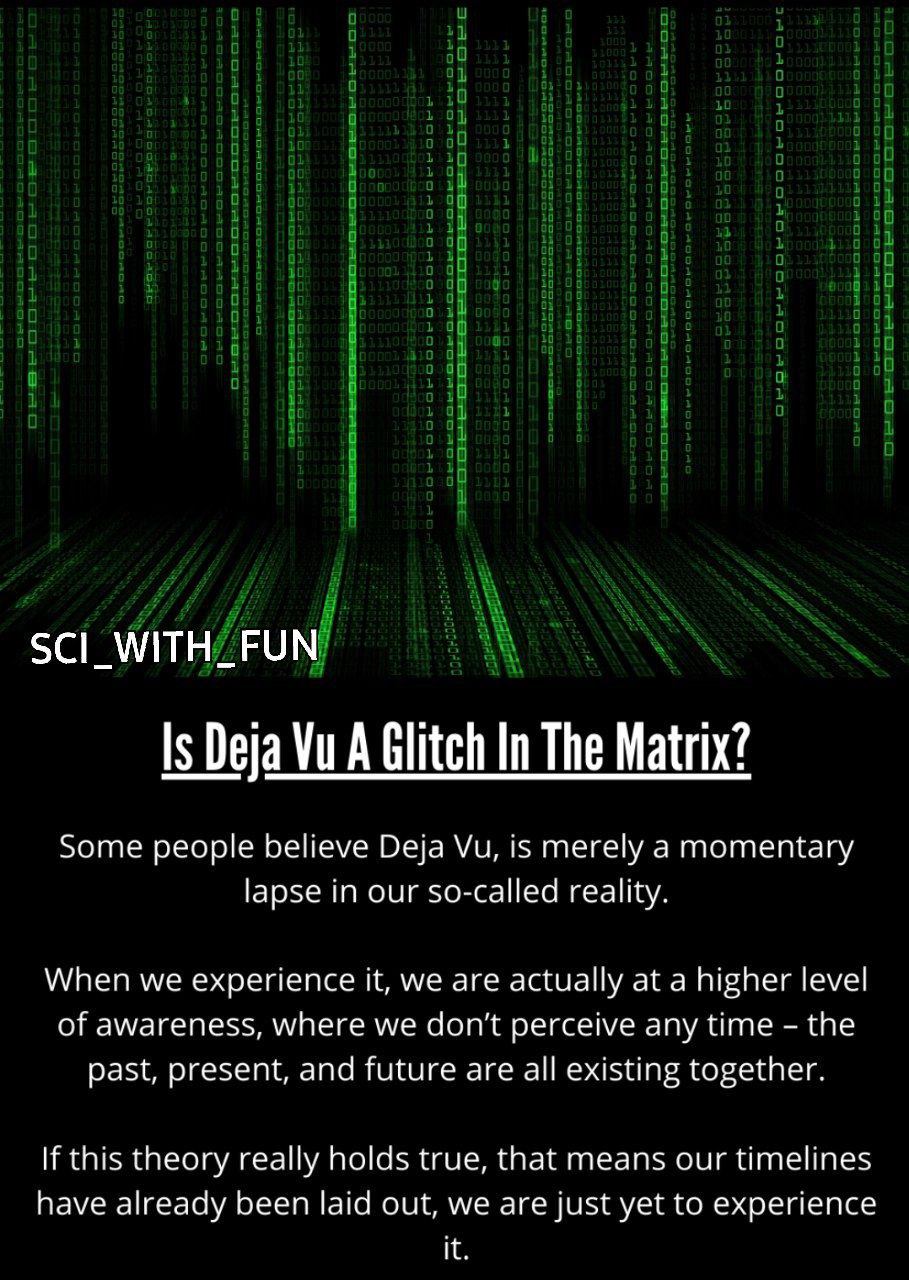 SCI_WITH_FUN
Is Deja Vu A Glitch In The Matrix?
Some people believe Deja Vu, is merely a momentary
lapse in our so-called reality.
When we experience it, we are actually at a higher level
of awareness, where we don’t perceive any time – the
past, present, and future are all existing together.
If this theory really holds true, that means our timelines
have already been laid out, we are just yet to experience
it.